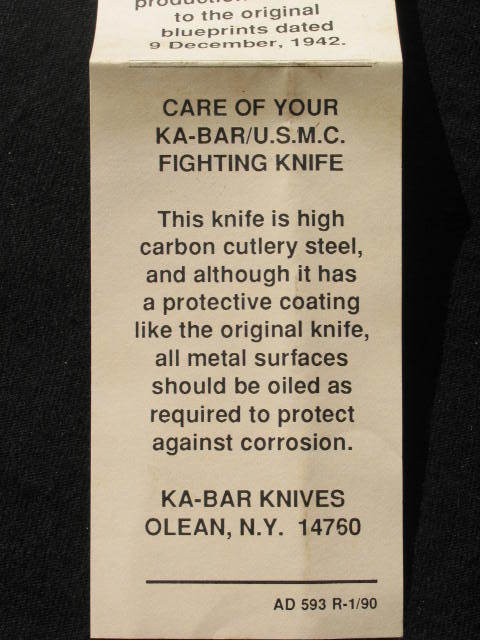 production
to the original
blueprints dated
9 December, 1942.
CARE OF YOUR
KA-BAR/U.S.M.C.
FIGHTING KNIFE
This knife is high
carbon cutlery steel,
and although it has
a protective coating
like the original knife,
all metal surfaces
should be oiled as
required to protect
against corrosion.
KA-BAR KNIVES
OLEAN, N.Y. 14760
AD 593 R-1/90